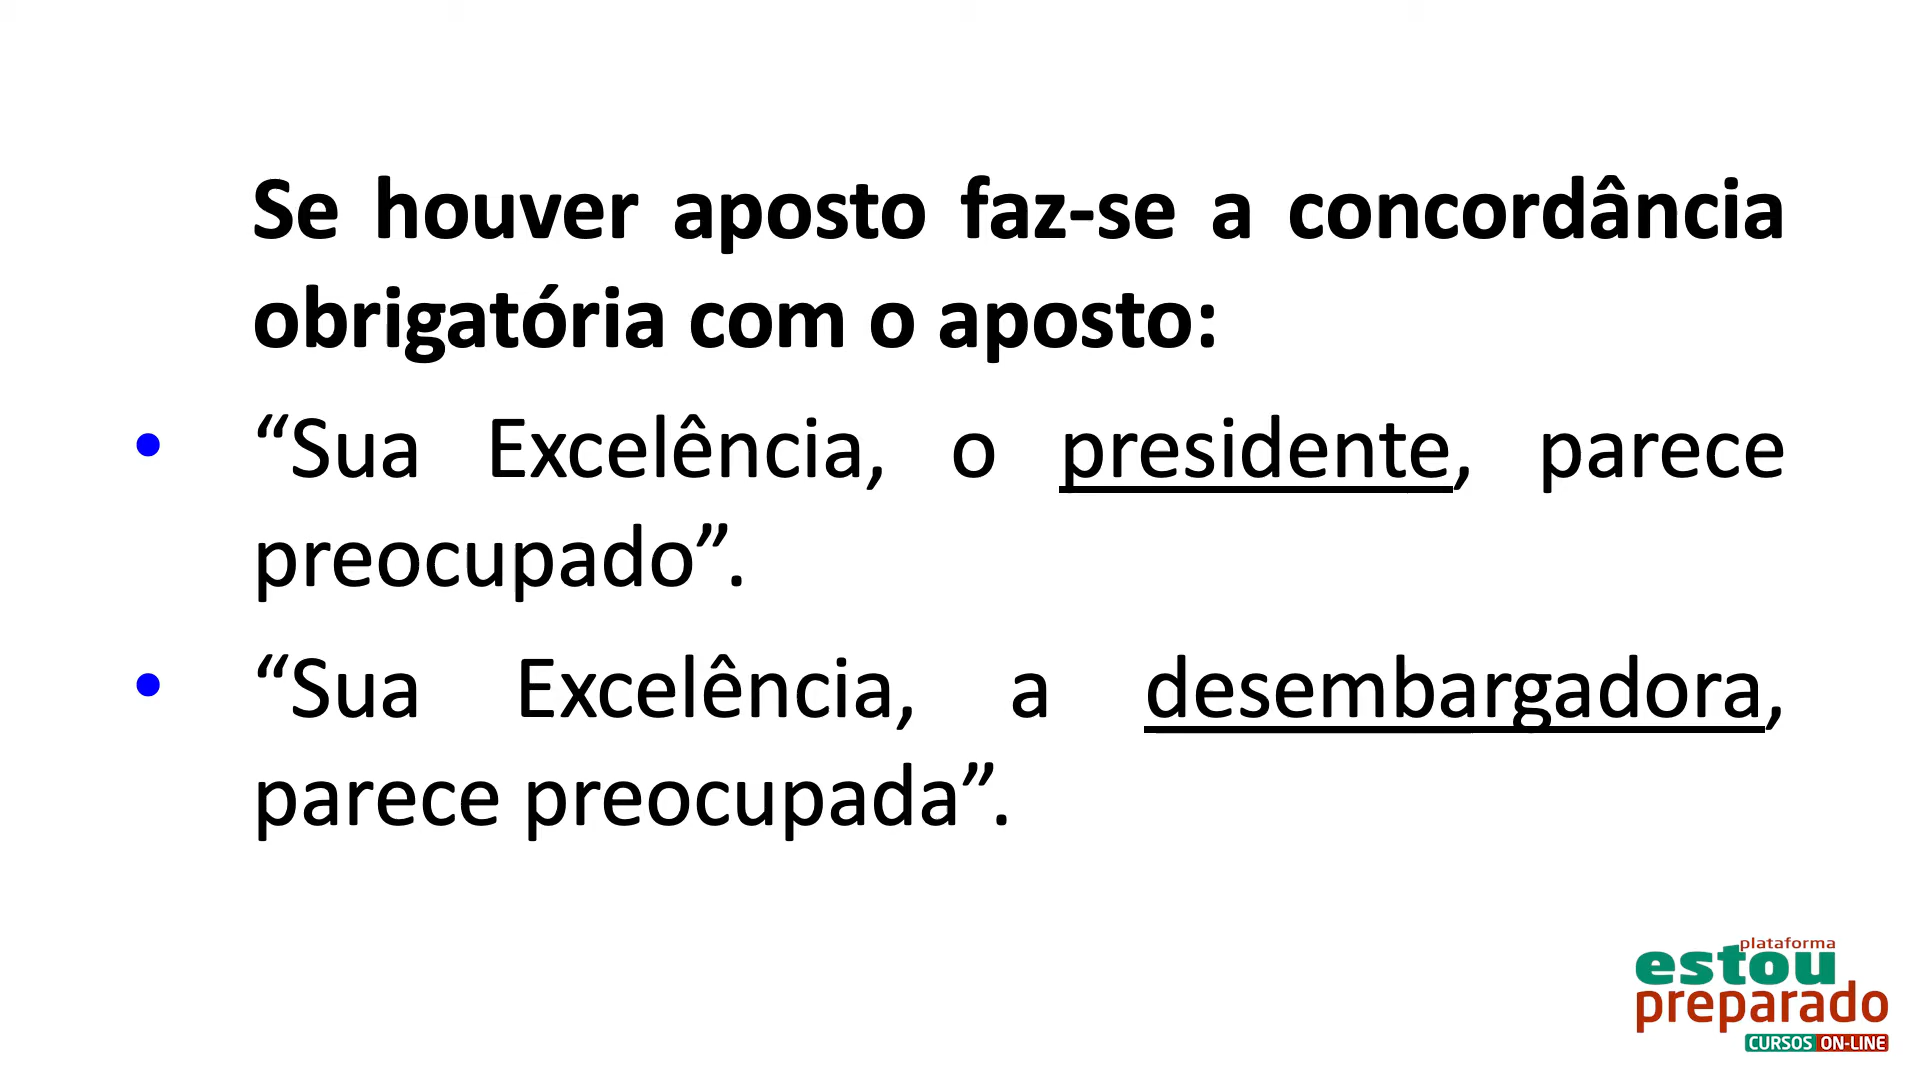 Se houver aposto faz-se a concordância
obrigatória com o aposto:
• “Sua Excelência, o presidente, parece
preocupado”.
• “Sua Excelência, a desembargadora,
parece preocupada”.
plataforma
estou
preparado
CURSOS ON-LINE